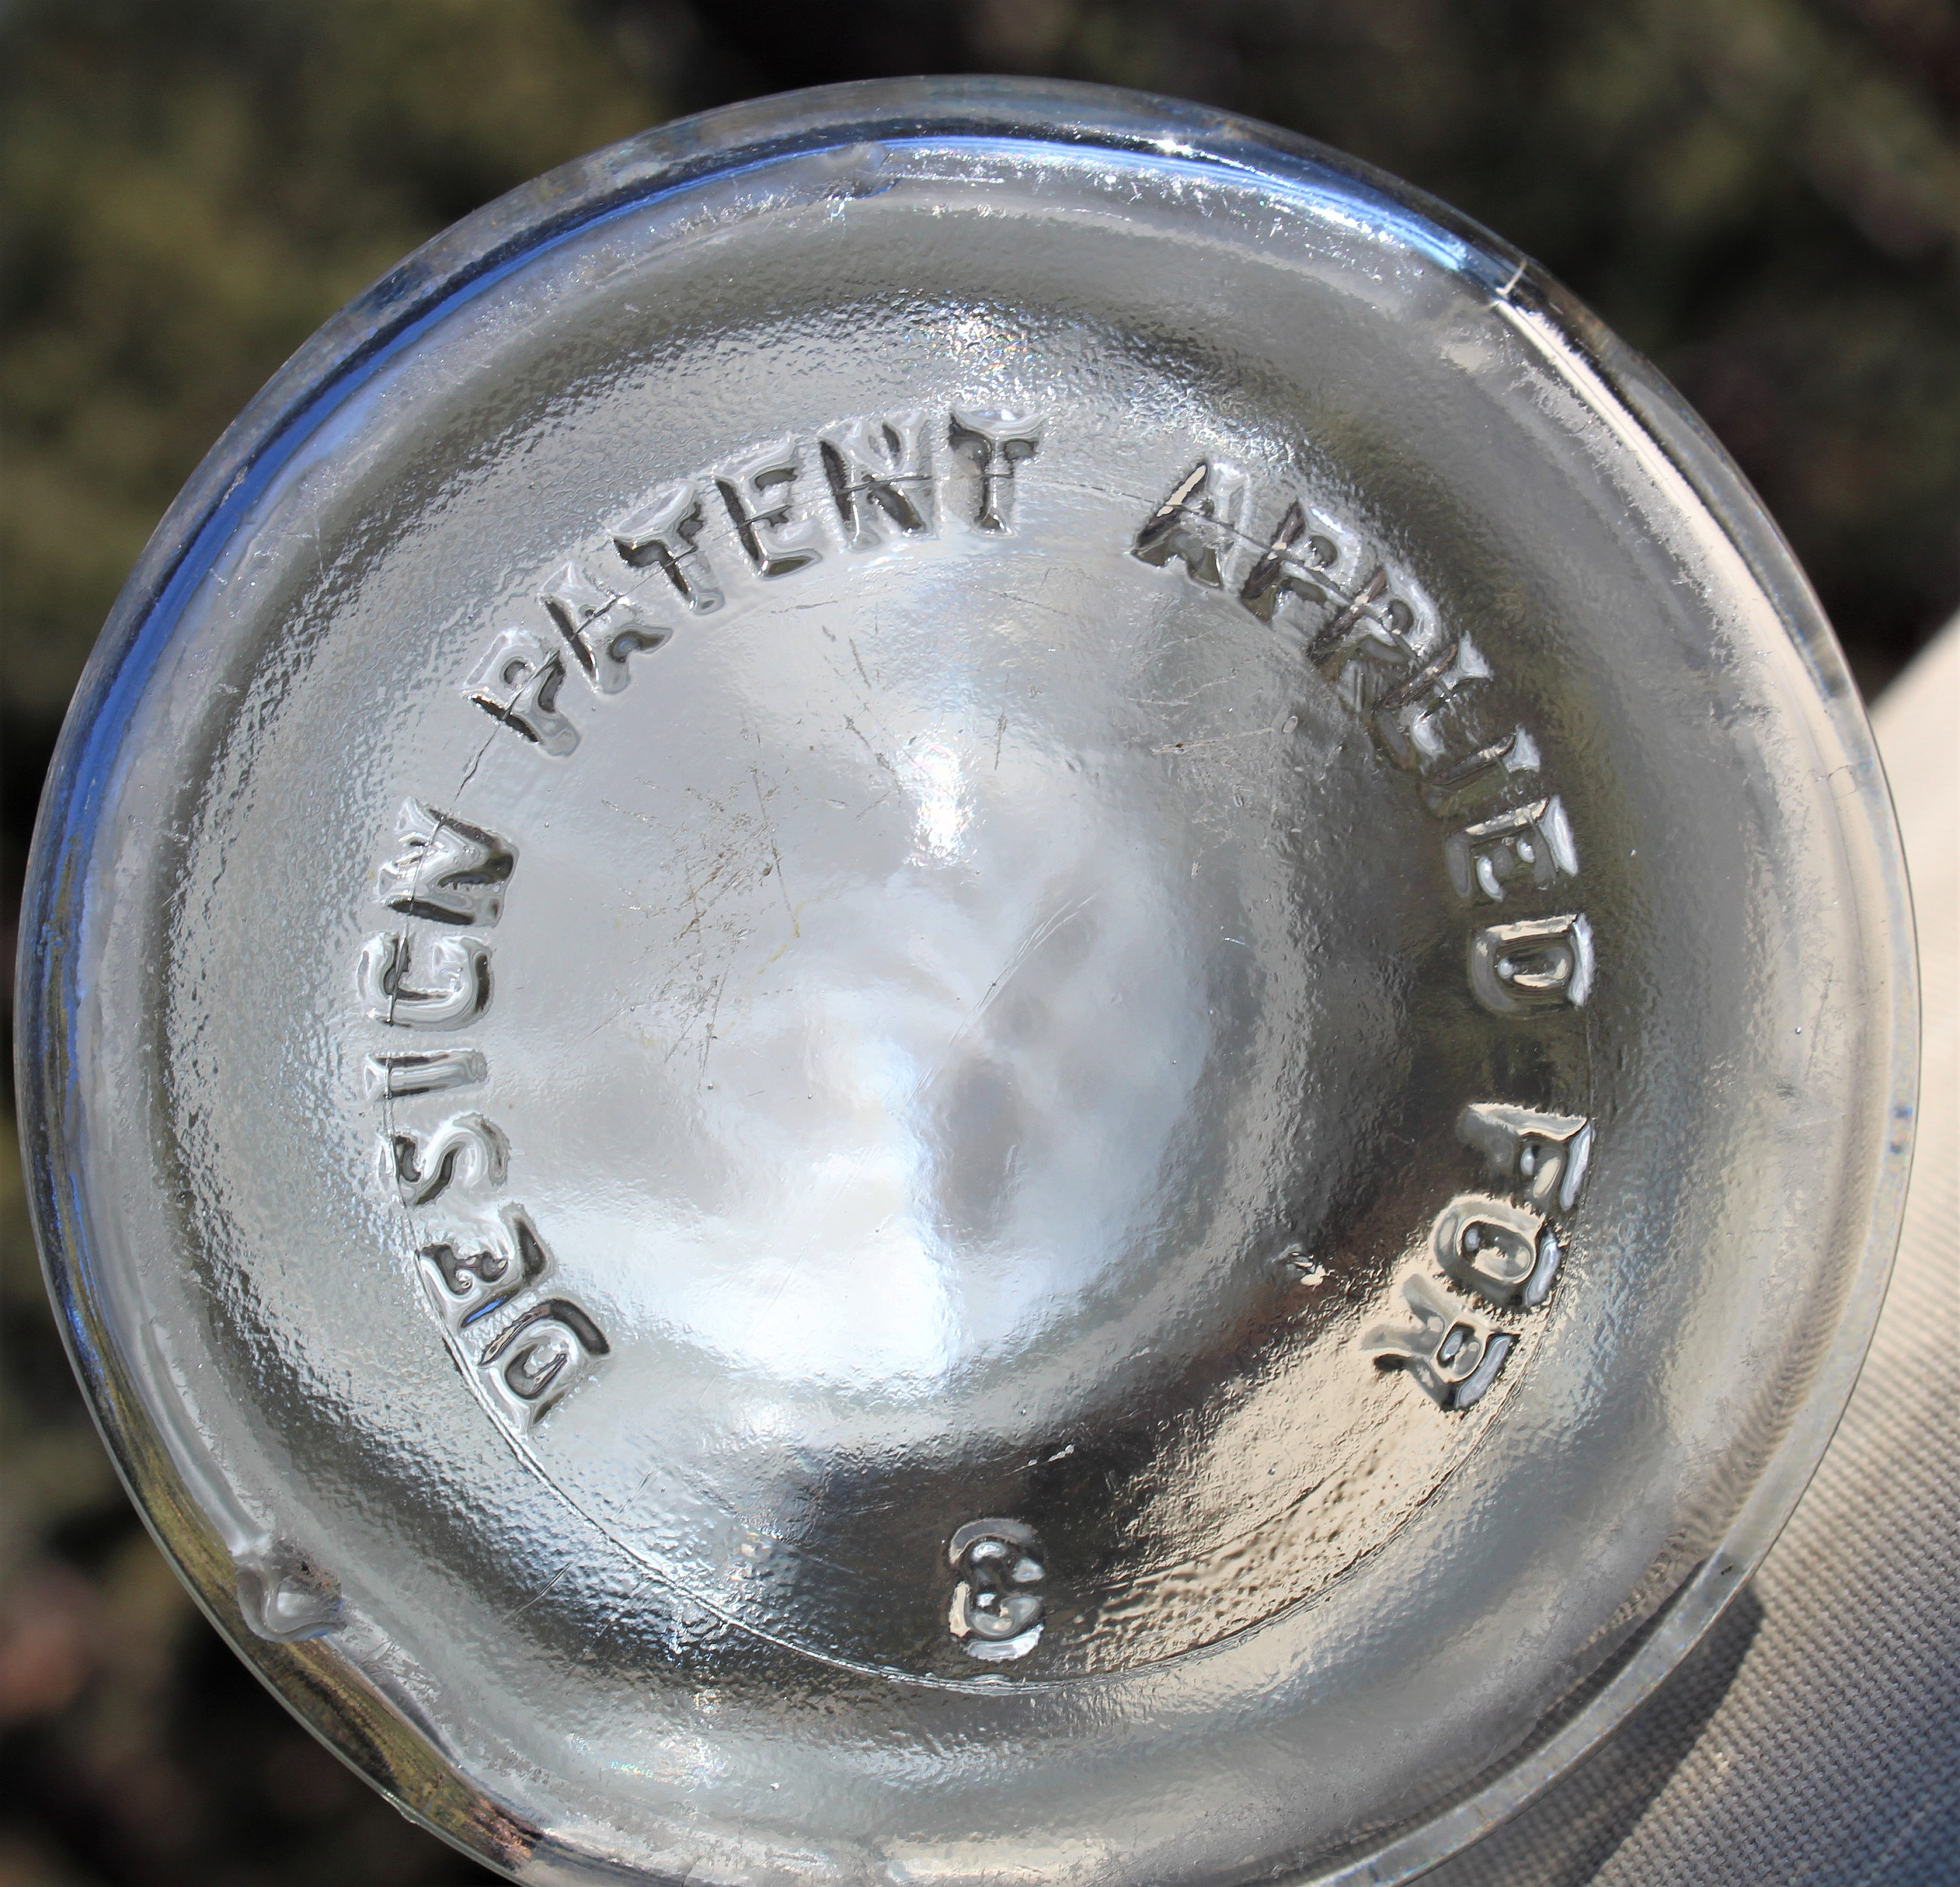 DESIGN PATENT APPLIED FOR
3